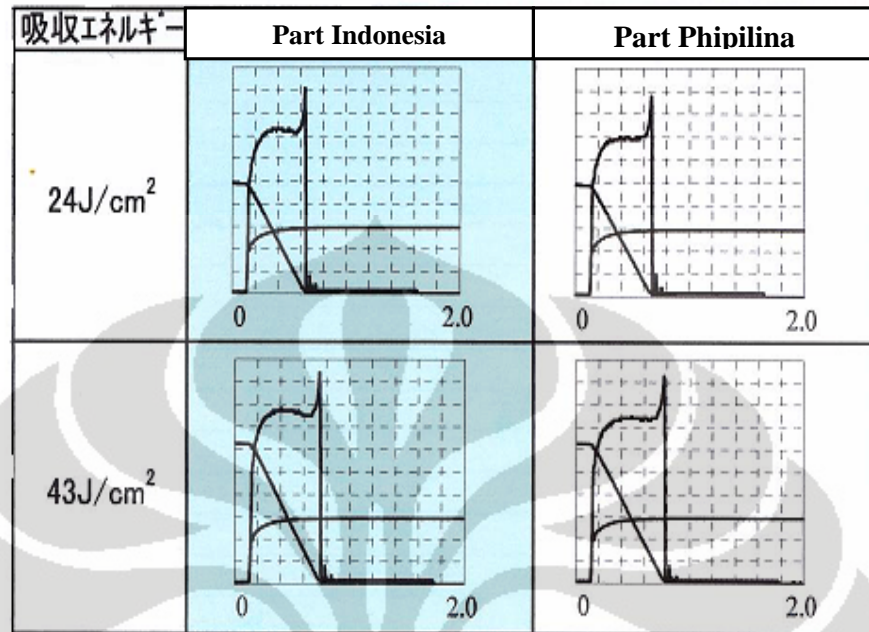 吸収エネルギー Part Indonesia Part Phipilina
24J/cm²
0 2.0 0 2.0
43J/cm²
0 2.0 0 2.0